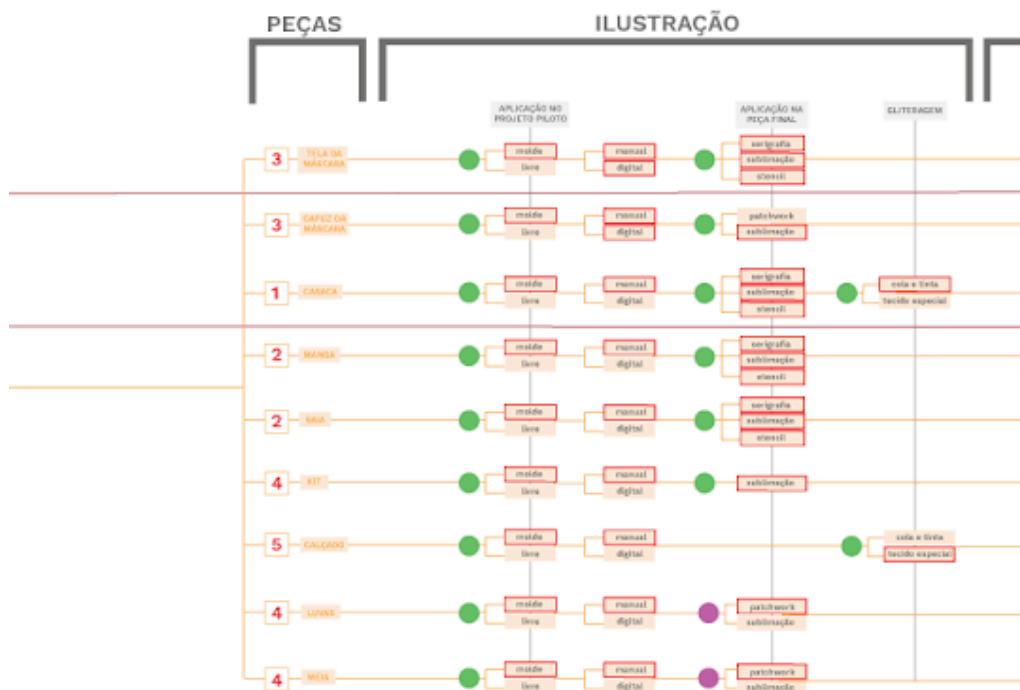 PEÇAS
ILUSTRAÇÃO
APLICAÇÃO NO
PROJETO PILOTO
APLICAÇÃO NA
PEÇA FINAL
GLITERAGEM
3 TELA DA
MÁSCARA
molde
livre
manual
digital
serigrafia
sublimação
stencil
3 CAPUZ DA
MÁSCARA
molde
livre
manual
digital
patchwork
sublimação
1 CASACA
molde
livre
manual
digital
serigrafia
sublimação
stencil
cola e tinta
tecido especial
2 MANGA
molde
livre
manual
digital
serigrafia
sublimação
stencil
2 SAIA
molde
livre
manual
digital
serigrafia
sublimação
stencil
4 KIT
molde
livre
manual
digital
sublimação
5 CALÇADO
molde
livre
manual
digital
cola e tinta
tecido especial
4 LUVAS
molde
livre
manual
digital
patchwork
sublimação
4 MEIA
molde
livre
manual
digital
patchwork
sublimação